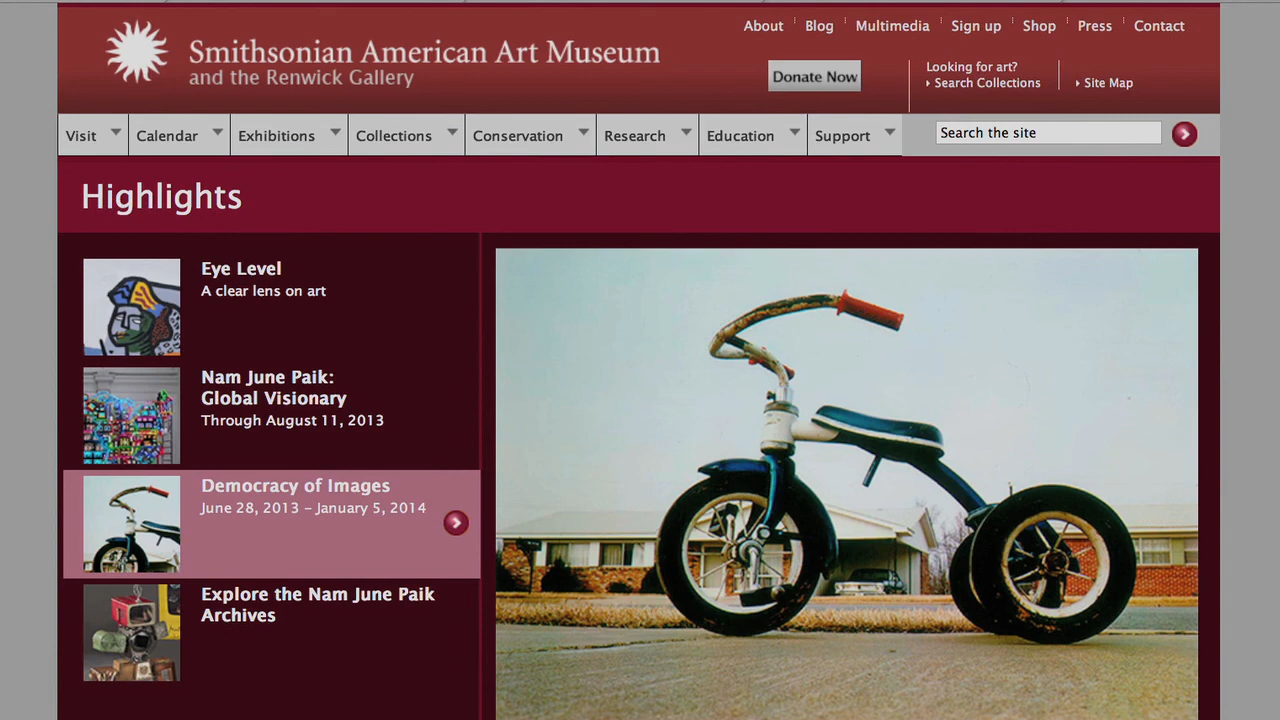 About Blog Multimedia Sign up Shop Press Contact
Smithsonian American Art Museum
and the Renwick Gallery
Donate Now
Looking for art?
Search Collections
Site Map
Visit Calendar Exhibitions Collections Conservation Research Education Support
Search the site
Highlights
Eye Level
A clear lens on art
Nam June Paik:
Global Visionary
Through August 11, 2013
Democracy of Images
June 28, 2013 – January 5, 2014
Explore the Nam June Paik
Archives